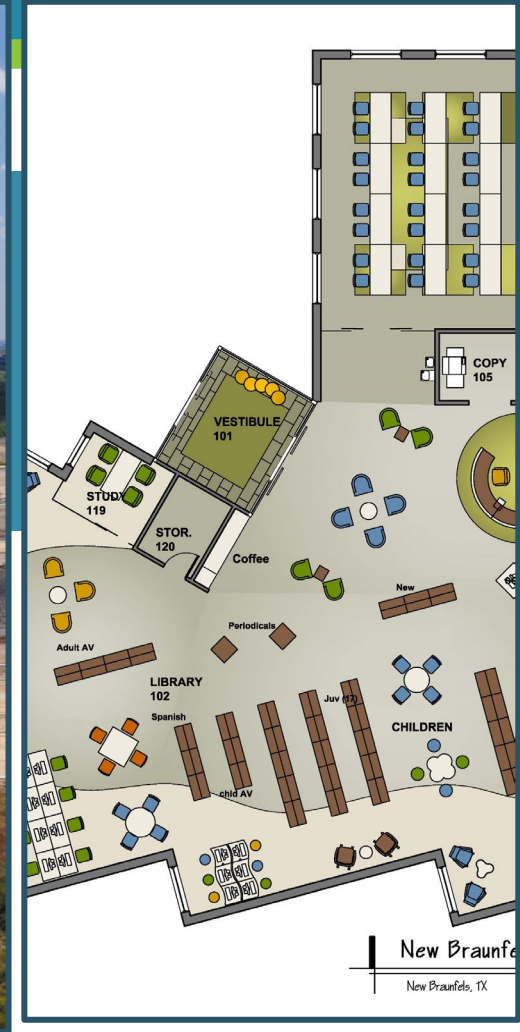 COPY
105
VESTIBULE
101
STUDY
119
STOR.
120
Coffee
New
Periodicals
Adult AV
LIBRARY
102
Juv (17)
Spanish
CHILDREN
chld AV
New Braunfe
New Braunfels, TX